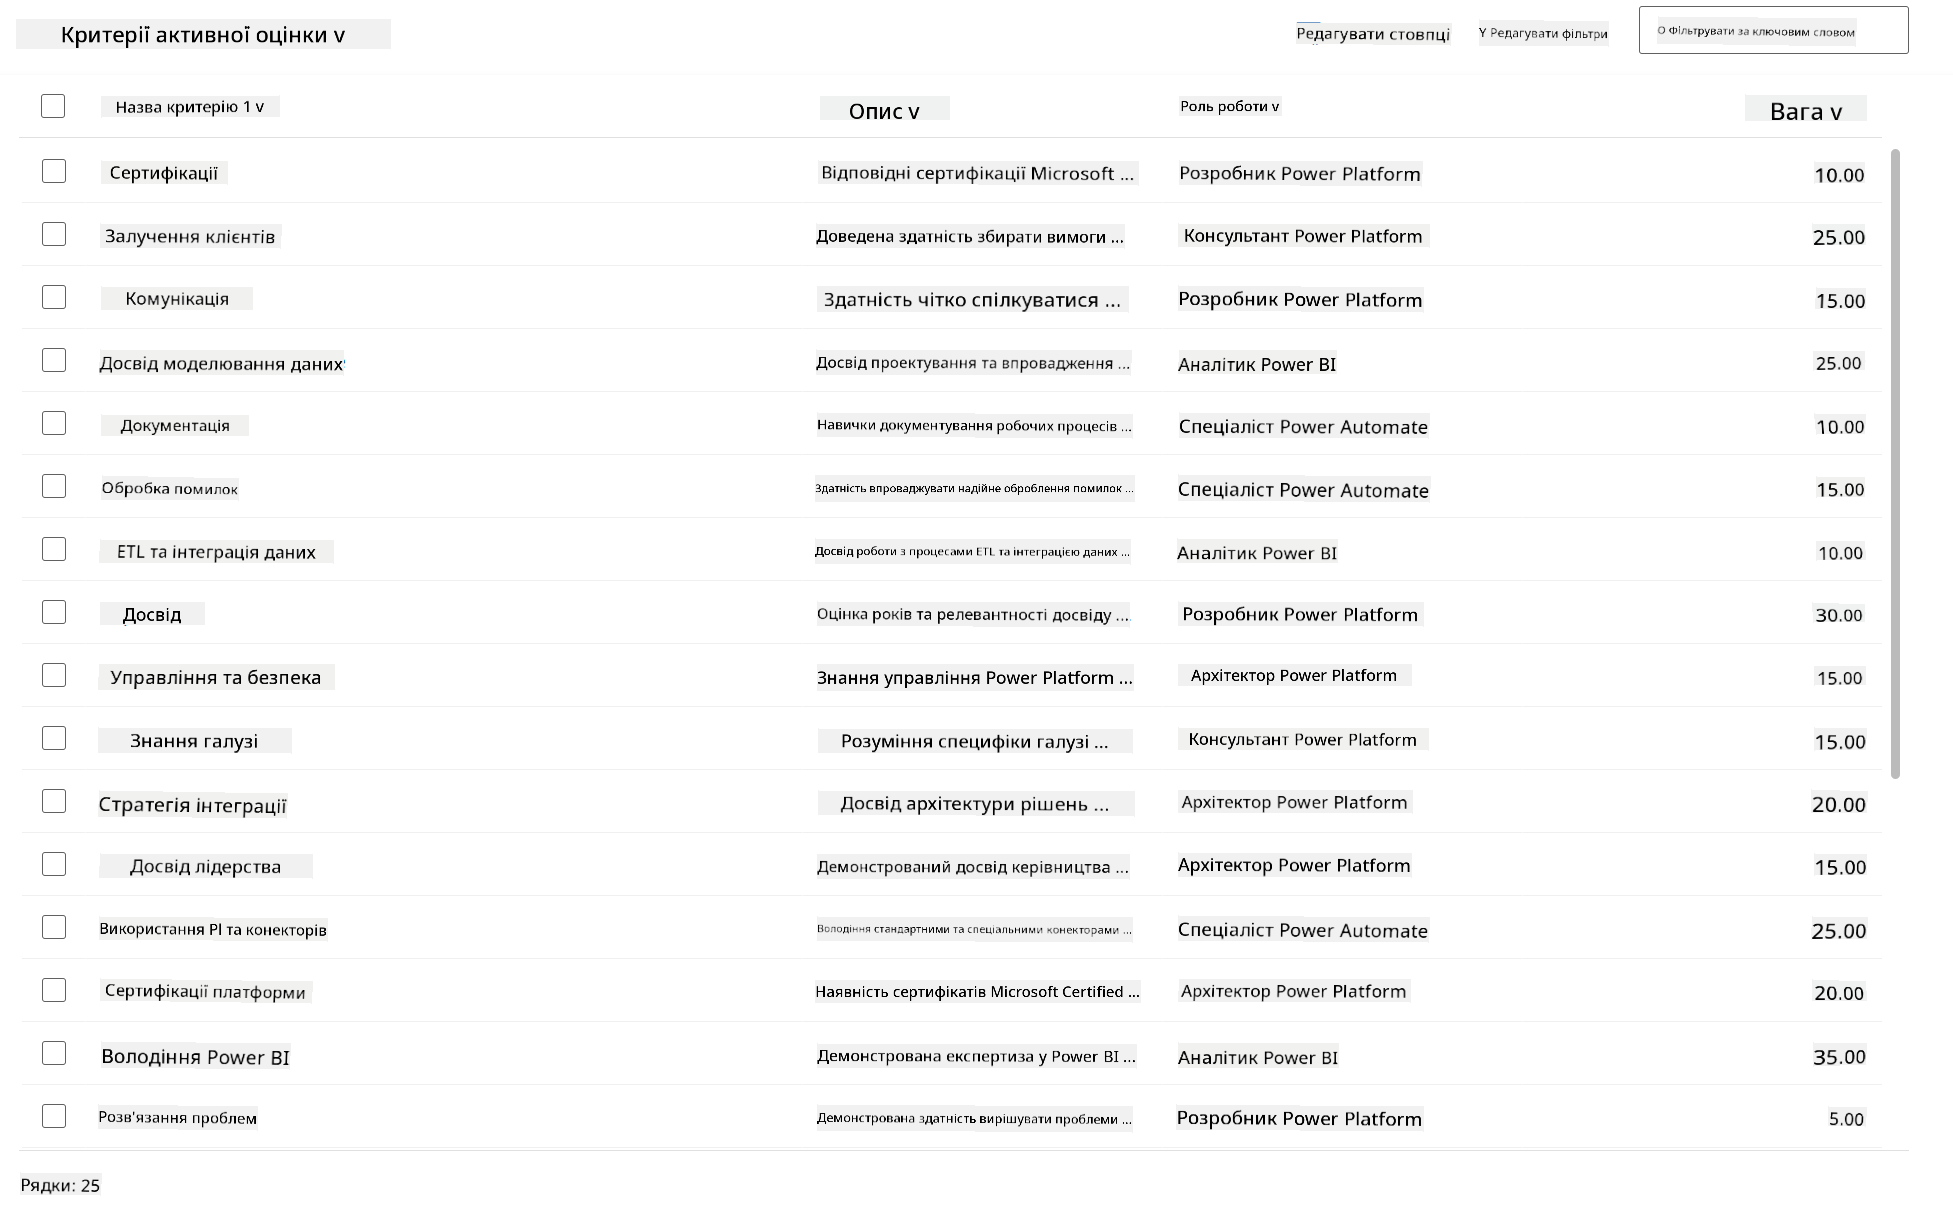 Критерії активної оцінки v
Редагувати стовпці
Y Редагувати фільтри
O Фільтрувати за ключовим словом
Назва критерію 1 v Опис v Роль роботи v Вага v
Сертифікації Відповідні сертифікації Microsoft ... Розробник Power Platform 10.00
Залучення клієнтів Доведена здатність збирати вимоги ... Консультант Power Platform 25.00
Комунікація Здатність чітко спілкуватися ... Розробник Power Platform 15.00
Досвід моделювання даних Досвід проектування та впровадження ... Аналітик Power BI 25.00
Документація Навички документування робочих процесів ... Спеціаліст Power Automate 10.00
Обробка помилок Здатність впроваджувати надійне оброблення помилок ... Спеціаліст Power Automate 15.00
ETL та інтеграція даних Досвід роботи з процесами ETL та інтеграцією даних ... Аналітик Power BI 10.00
Досвід Оцінка років та релевантності досвіду ... Розробник Power Platform 30.00
Управління та безпека Знання управління Power Platform ... Архітектор Power Platform 15.00
Знання галузі Розуміння специфіки галузі ... Консультант Power Platform 15.00
Стратегія інтеграції Досвід архітектури рішень ... Архітектор Power Platform 20.00
Досвід лідерства Демонстрований досвід керівництва ... Архітектор Power Platform 15.00
Використання PI та конекторів Володіння стандартними та спеціальними конекторами ... Спеціаліст Power Automate 25.00
Сертифікації платформи Наявність сертифікатів Microsoft Certified ... Архітектор Power Platform 20.00
Володіння Power BI Демонстрована експертиза у Power BI ... Аналітик Power BI 35.00
Розв'язання проблем Демонстрована здатність вирішувати проблеми ... Розробник Power Platform 5.00
Рядки: 25